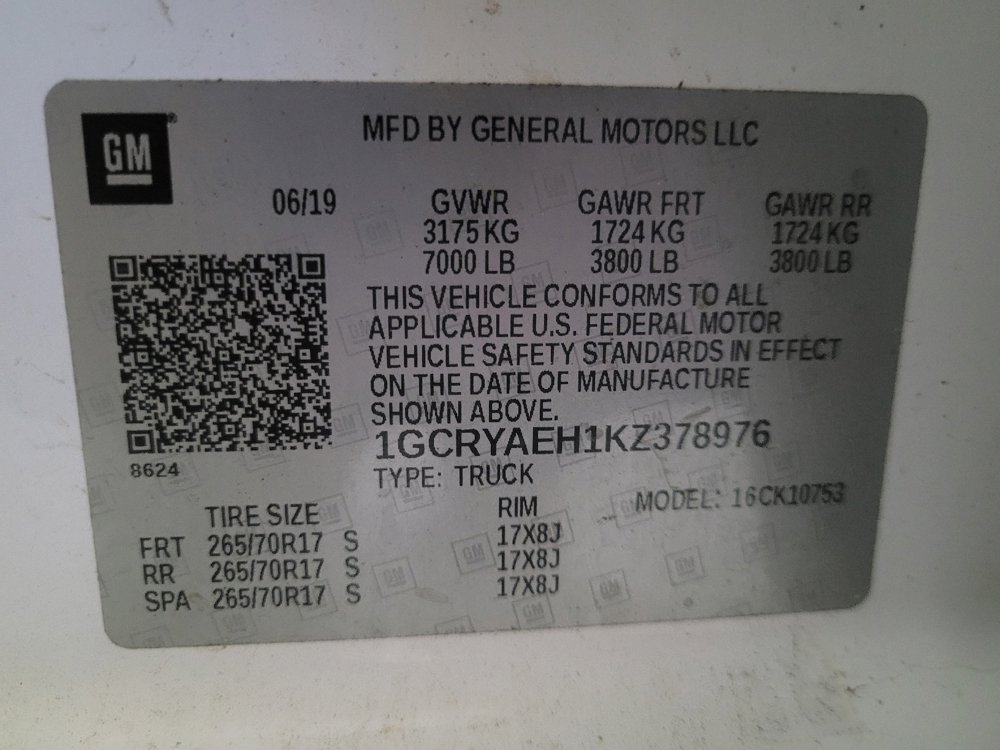 GM
MFD BY GENERAL MOTORS LLC
06/19 GVWR GAWR FRT GAWR RR
3175 KG 1724 KG 1724 KG
7000 LB 3800 LB 3800 LB
THIS VEHICLE CONFORMS TO ALL
APPLICABLE U.S. FEDERAL MOTOR
VEHICLE SAFETY STANDARDS IN EFFECT
ON THE DATE OF MANUFACTURE
SHOWN ABOVE.
1GCRYAEH1KZ378976
8624
TYPE: TRUCK
MODEL: 16CK10753
TIRE SIZE RIM
FRT 265/70R17 S 17X8J
RR 265/70R17 S 17X8J
SPA 265/70R17 S 17X8J